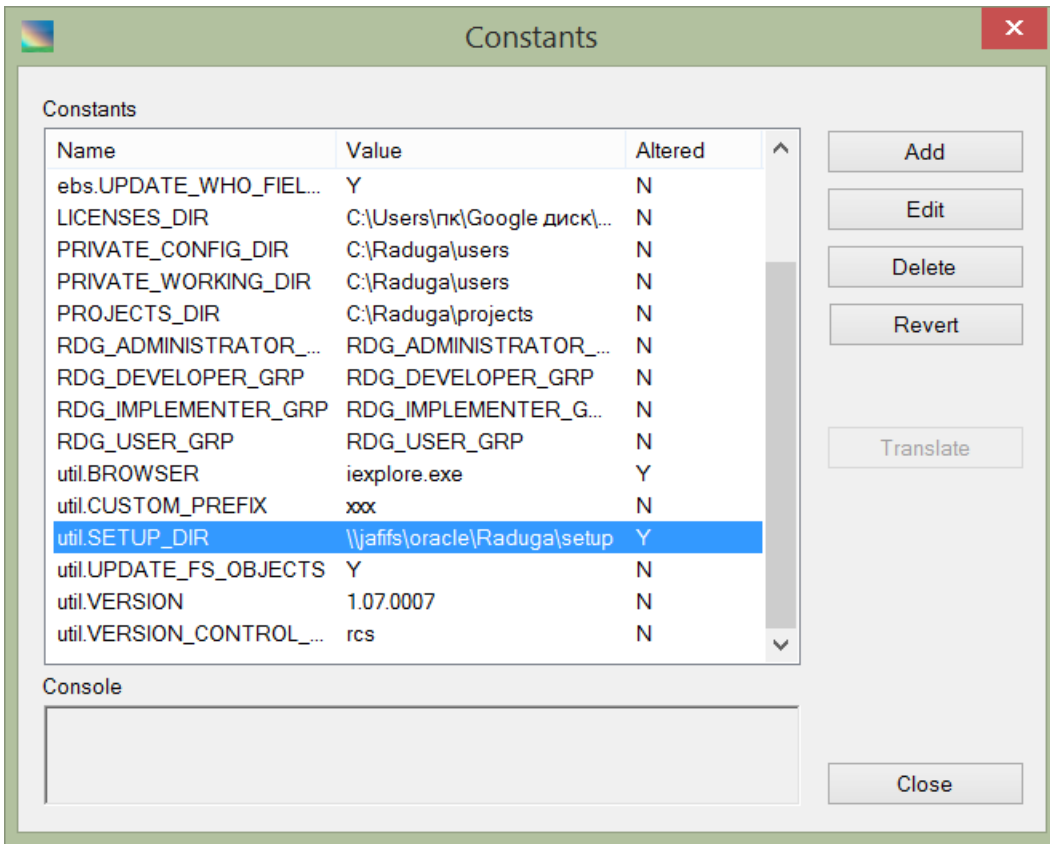 Constants
Constants
Name Value Altered
ebs.UPDATE_WHO_FIEL... Y N
LICENSES_DIR C:\Users\пк\Google диск\... N
PRIVATE_CONFIG_DIR C:\Raduga\users N
PRIVATE_WORKING_DIR C:\Raduga\users N
PROJECTS_DIR C:\Raduga\projects N
RDG_ADMINISTRATOR_... RDG_ADMINISTRATOR_... N
RDG_DEVELOPER_GRP RDG_DEVELOPER_GRP N
RDG_IMPLEMENTER_GRP RDG_IMPLEMENTER_G... N
RDG_USER_GRP RDG_USER_GRP N
util.BROWSER iexplore.exe Y
util.CUSTOM_PREFIX xxx N
util.SETUP_DIR \\jafifs\oracle\Raduga\setup Y
util.UPDATE_FS_OBJECTS Y N
util.VERSION 1.07.0007 N
util.VERSION_CONTROL_... rcs N
Add
Edit
Delete
Revert
Translate
Console
Close